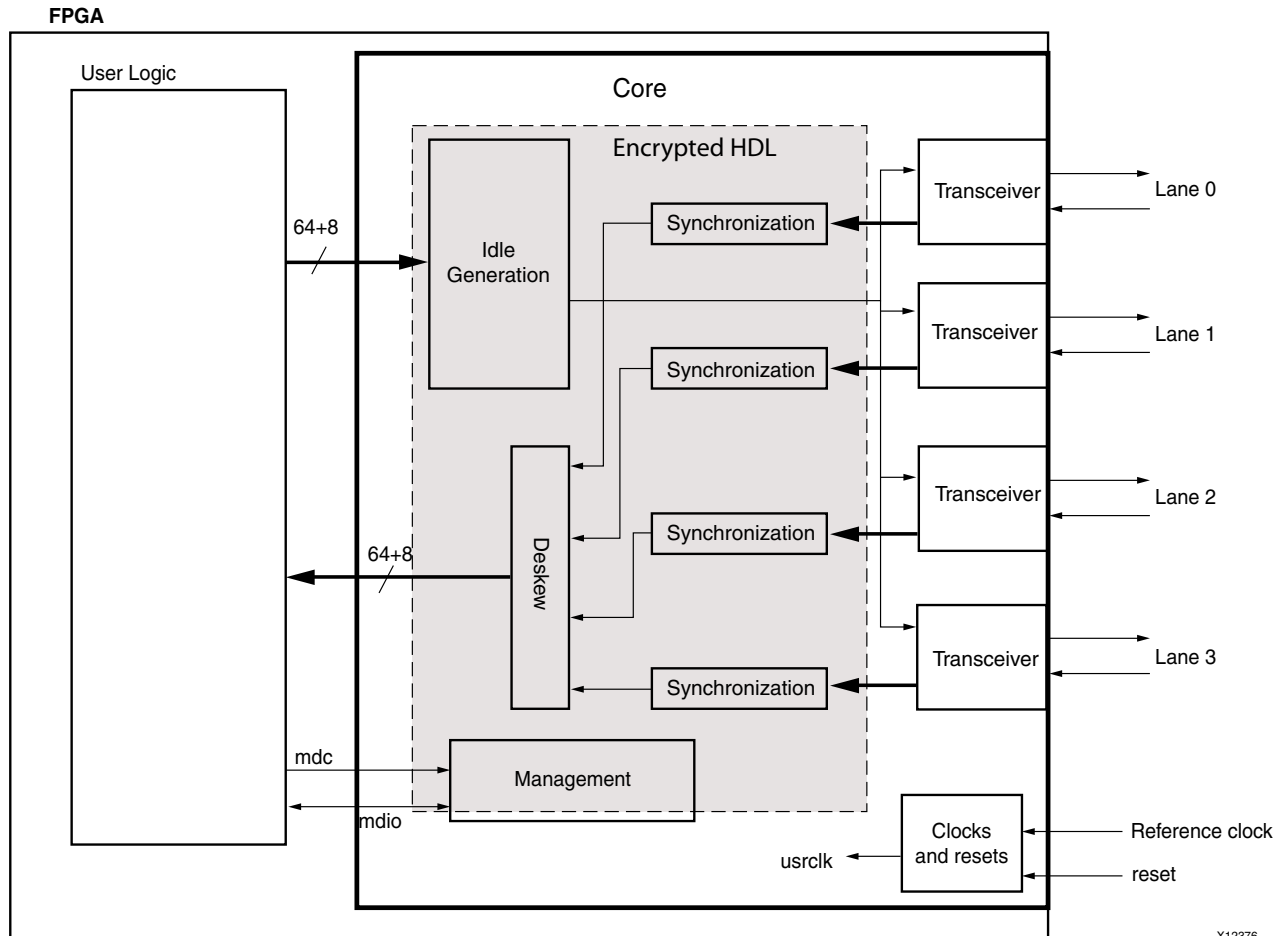 FPGA
User Logic
Core
Encrypted HDL
Idle
Generation
64+8
Synchronization
Transceiver
Lane 0
Synchronization
Transceiver
Lane 1
Deskew
64+8
Synchronization
Transceiver
Lane 2
Synchronization
Transceiver
Lane 3
mdc
mdio
Management
usrclk
Clocks
and resets
Reference clock
reset
X12376